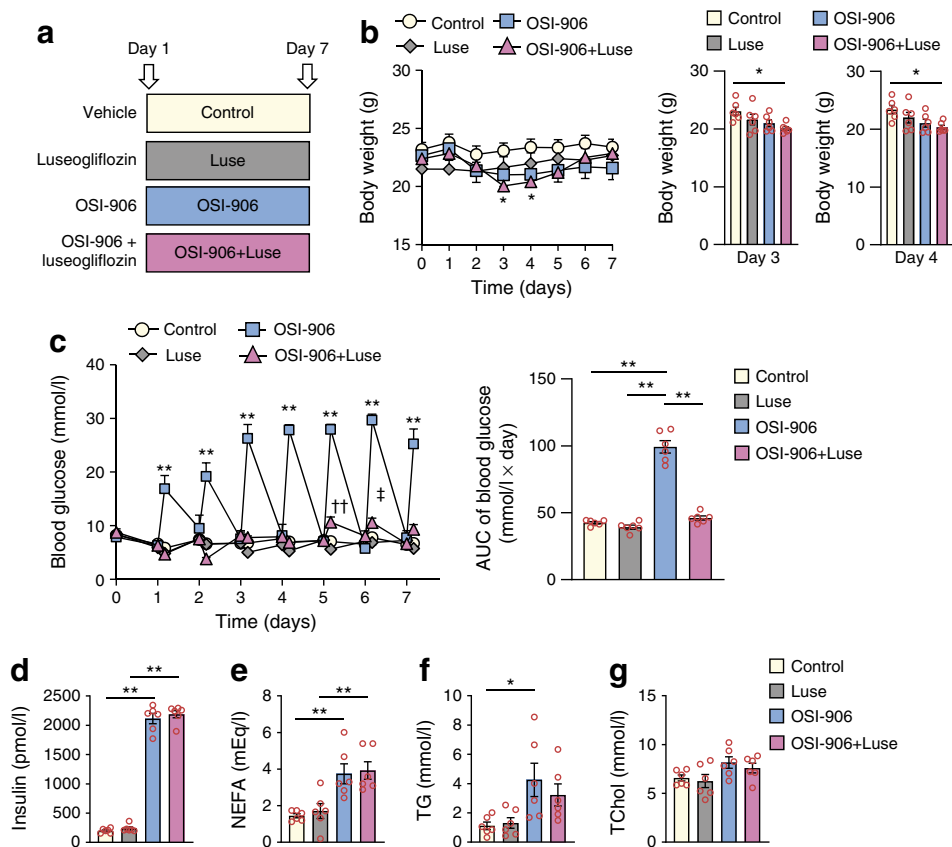 a
Day 1
Day 7
Vehicle
Control
Luseogliflozin
Luse
OSI-906
OSI-906
OSI-906 +
luseogliflozin
OSI-906+Luse
b
Control
OSI-906
Luse
OSI-906+Luse
Body weight (g)
30
25
20
15
* *
0 1 2 3 4 5 6 7
Time (days)
Control
OSI-906
Luse
OSI-906+Luse
Body weight (g)
30
20
10
0
*
Day 3
Body weight (g)
30
20
10
0
*
Day 4
c
Control
OSI-906
Luse
OSI-906+Luse
Blood glucose (mmol/l)
40
30
20
10
0
** ** ** ** ** ** **
†† ‡
0 1 2 3 4 5 6 7
Time (days)
AUC of blood glucose
(mmol/l × day)
150
100
50
0
**
** **
Control
Luse
OSI-906
OSI-906+Luse
d
Insulin (pmol/l)
2500
2000
1500
1000
500
0
**
**
e
NEFA (mEq/l)
8
6
4
2
0
**
**
f
TG (mmol/l)
10
8
6
4
2
0
*
g
TChol (mmol/l)
15
10
5
0
Control
Luse
OSI-906
OSI-906+Luse